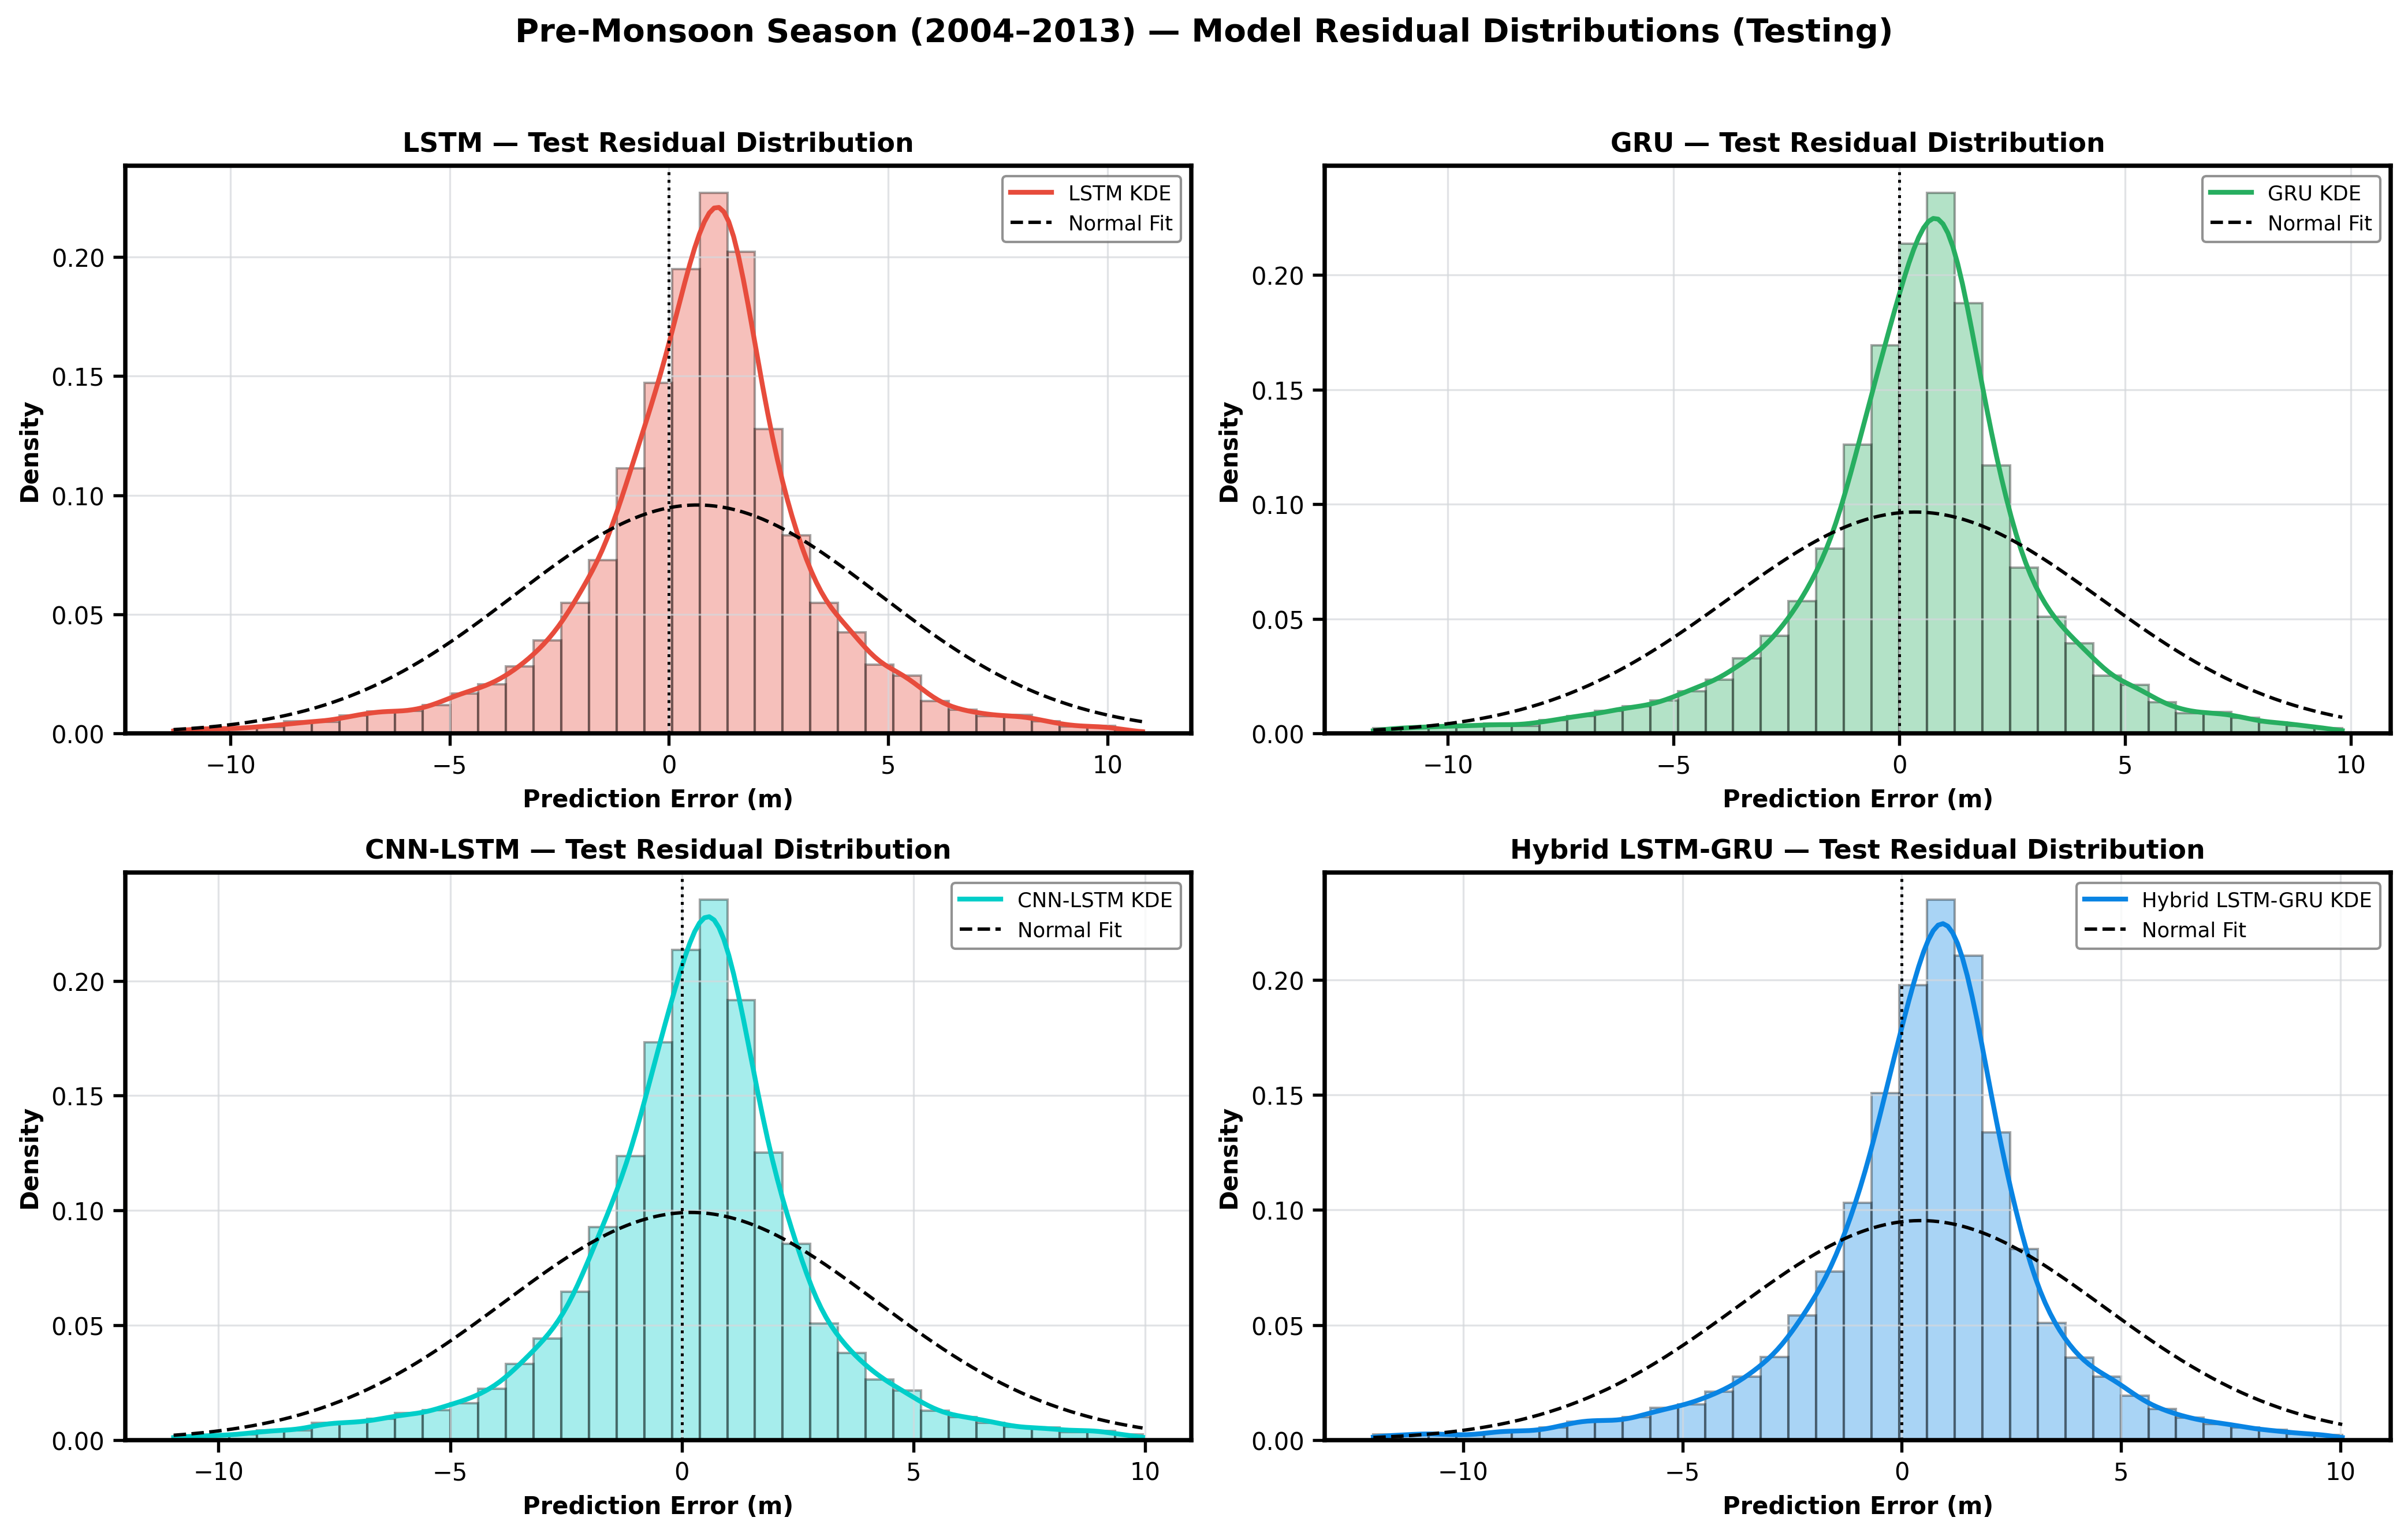 Pre-Monsoon Season (2004–2013) — Model Residual Distributions (Testing)
LSTM — Test Residual Distribution
LSTM KDE
Normal Fit
Density
0.20
0.15
0.10
0.05
0.00
−10 −5 0 5 10
Prediction Error (m)
GRU — Test Residual Distribution
GRU KDE
Normal Fit
Density
0.20
0.15
0.10
0.05
0.00
−10 −5 0 5 10
Prediction Error (m)
CNN-LSTM — Test Residual Distribution
CNN-LSTM KDE
Normal Fit
Density
0.20
0.15
0.10
0.05
0.00
−10 −5 0 5 10
Prediction Error (m)
Hybrid LSTM-GRU — Test Residual Distribution
Hybrid LSTM-GRU KDE
Normal Fit
Density
0.20
0.15
0.10
0.05
0.00
−10 −5 0 5 10
Prediction Error (m)